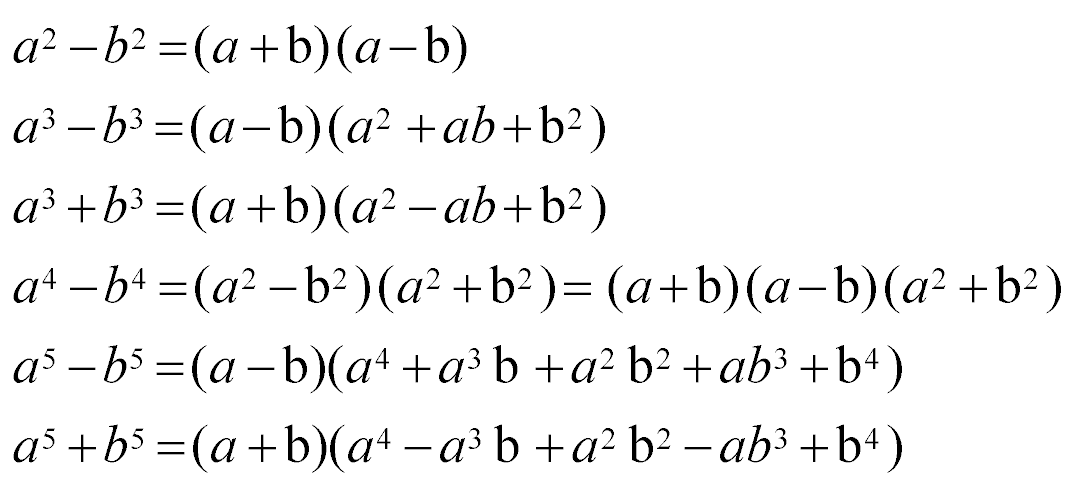 a² − b² = (a + b)(a − b)
a³ − b³ = (a − b)(a² + ab + b²)
a³ + b³ = (a + b)(a² − ab + b²)
a⁴ − b⁴ = (a² − b²)(a² + b²) = (a + b)(a − b)(a² + b²)
a⁵ − b⁵ = (a − b)(a⁴ + a³ b + a² b² + ab³ + b⁴)
a⁵ + b⁵ = (a + b)(a⁴ − a³ b + a² b² − ab³ + b⁴)